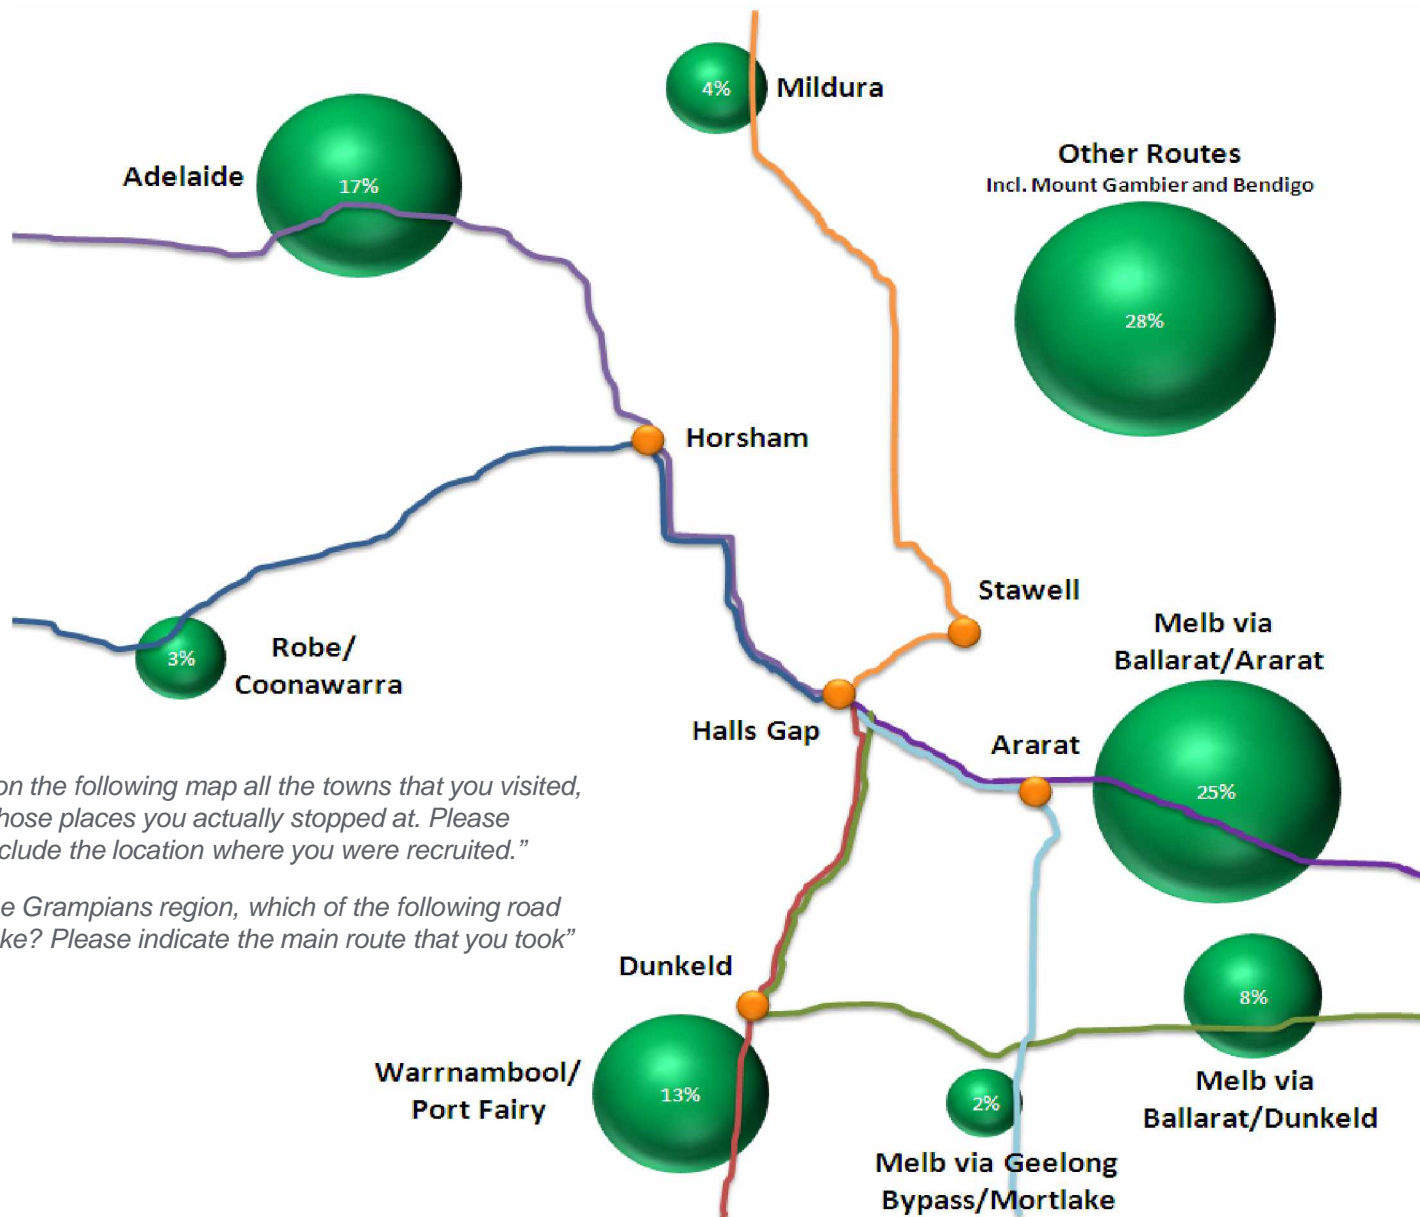 4%
Mildura
Adelaide
17%
Other Routes
Incl. Mount Gambier and Bendigo
28%
Horsham
Stawell
Melb via
Ballarat/Ararat
Robe/
Coonawarra
3%
Halls Gap
Ararat
25%
on the following map all the towns that you visited,
hose places you actually stopped at. Please
clude the location where you were recruited.”
e Grampians region, which of the following road
ke? Please indicate the main route that you took”
Dunkeld
8%
Warrnambool/
Port Fairy
13%
2%
Melb via
Ballarat/Dunkeld
Melb via Geelong
Bypass/Mortlake